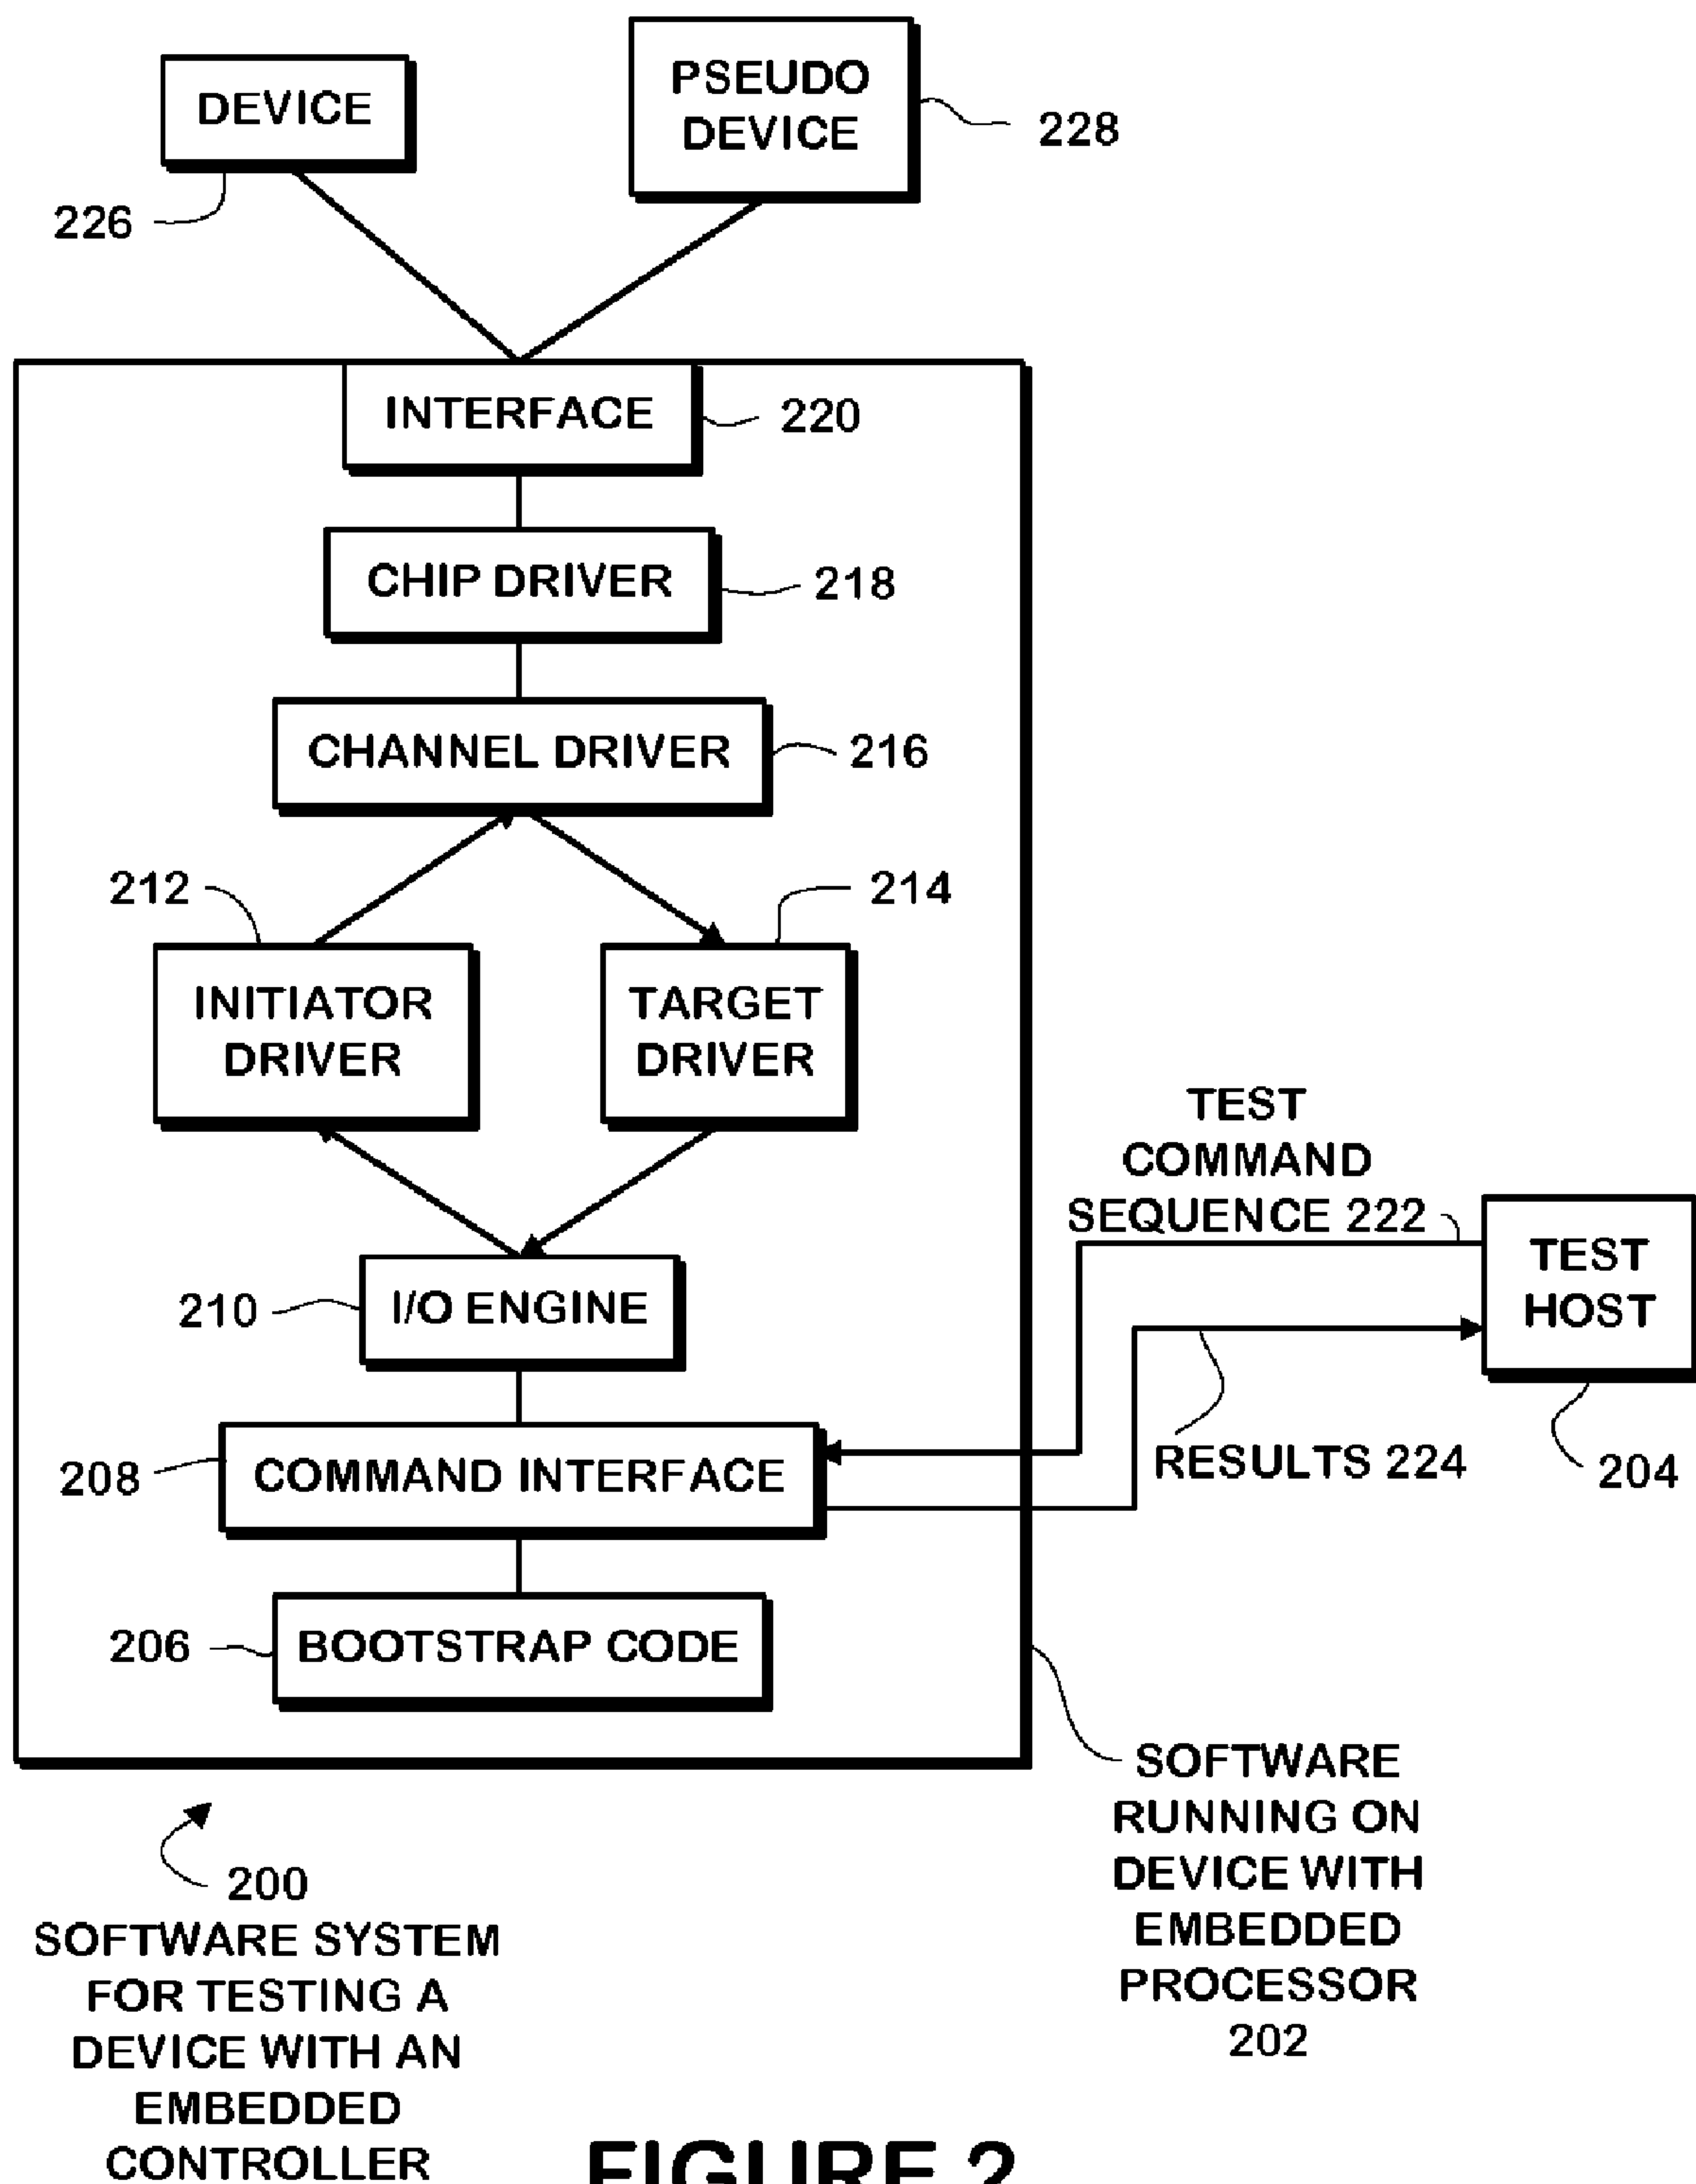 DEVICE
PSEUDO
DEVICE
228
226
INTERFACE
220
CHIP DRIVER
218
CHANNEL DRIVER
216
212
214
INITIATOR
DRIVER
TARGET
DRIVER
TEST
COMMAND
SEQUENCE 222
TEST
HOST
210
I/O ENGINE
208
COMMAND INTERFACE
RESULTS 224
204
206
BOOTSTRAP CODE
SOFTWARE
RUNNING ON
DEVICE WITH
EMBEDDED
PROCESSOR
202
200
SOFTWARE SYSTEM
FOR TESTING A
DEVICE WITH AN
EMBEDDED
CONTROLLER
FIGURE 2